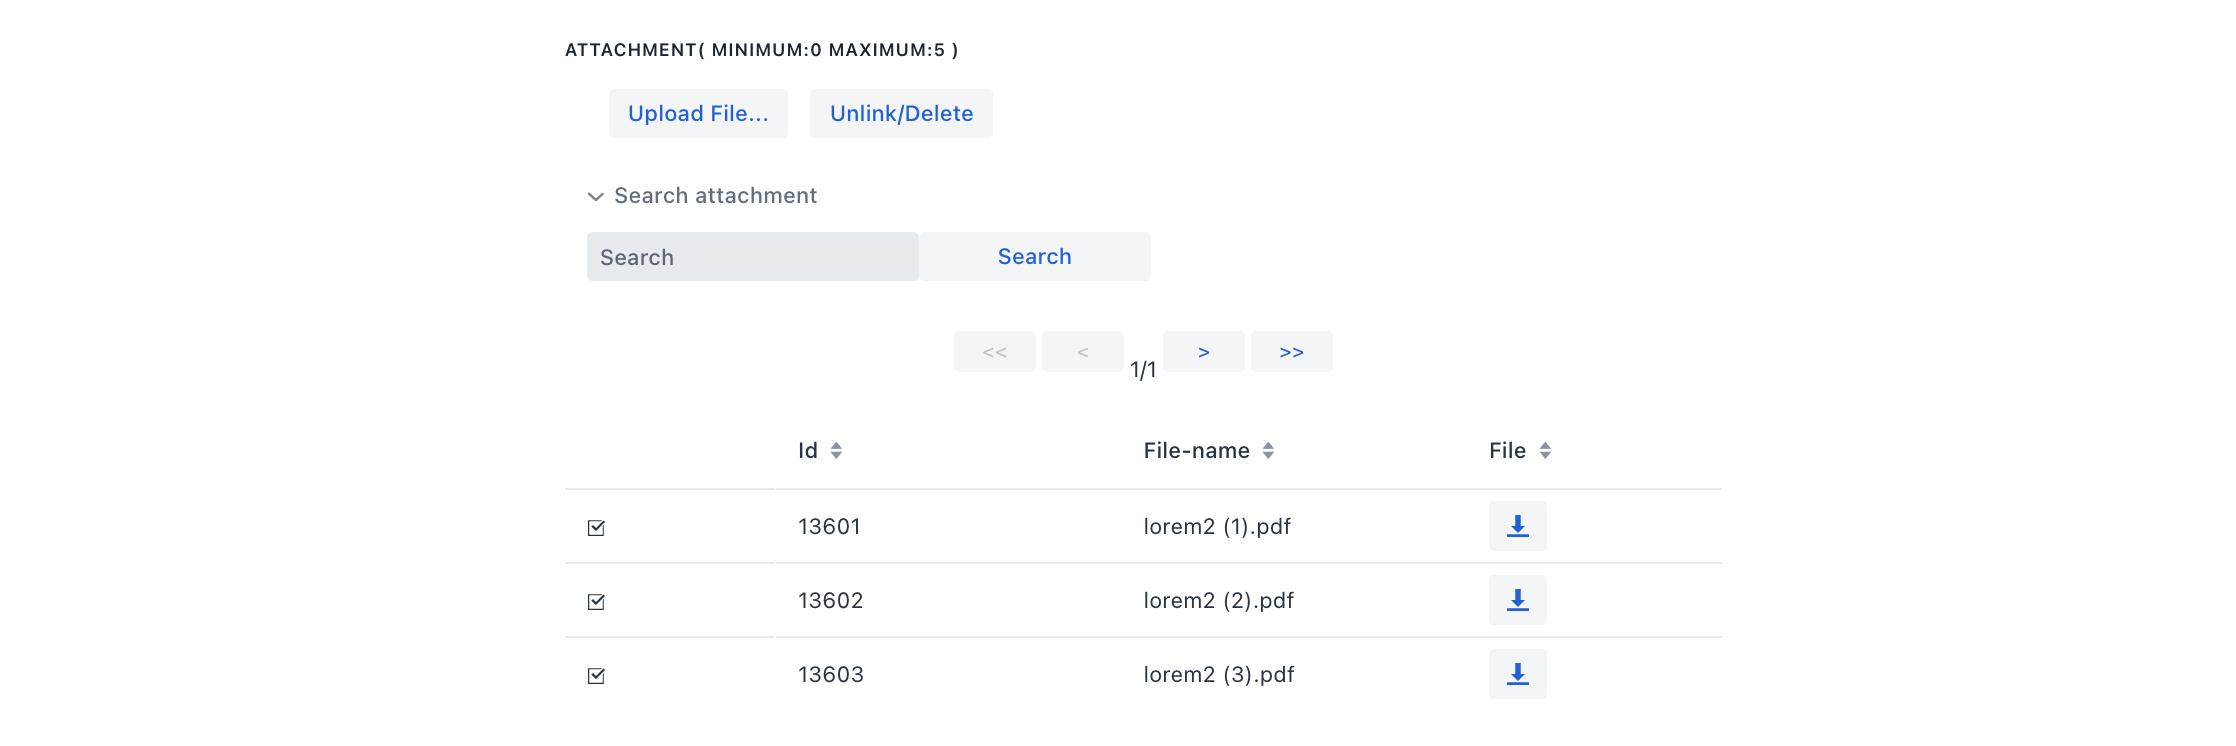 ATTACHMENT( MINIMUM:0 MAXIMUM:5 )
Upload File... Unlink/Delete
Search attachment
Search Search
<< < 1/1 > >>
Id File-name File
13601 lorem2 (1).pdf
13602 lorem2 (2).pdf
13603 lorem2 (3).pdf